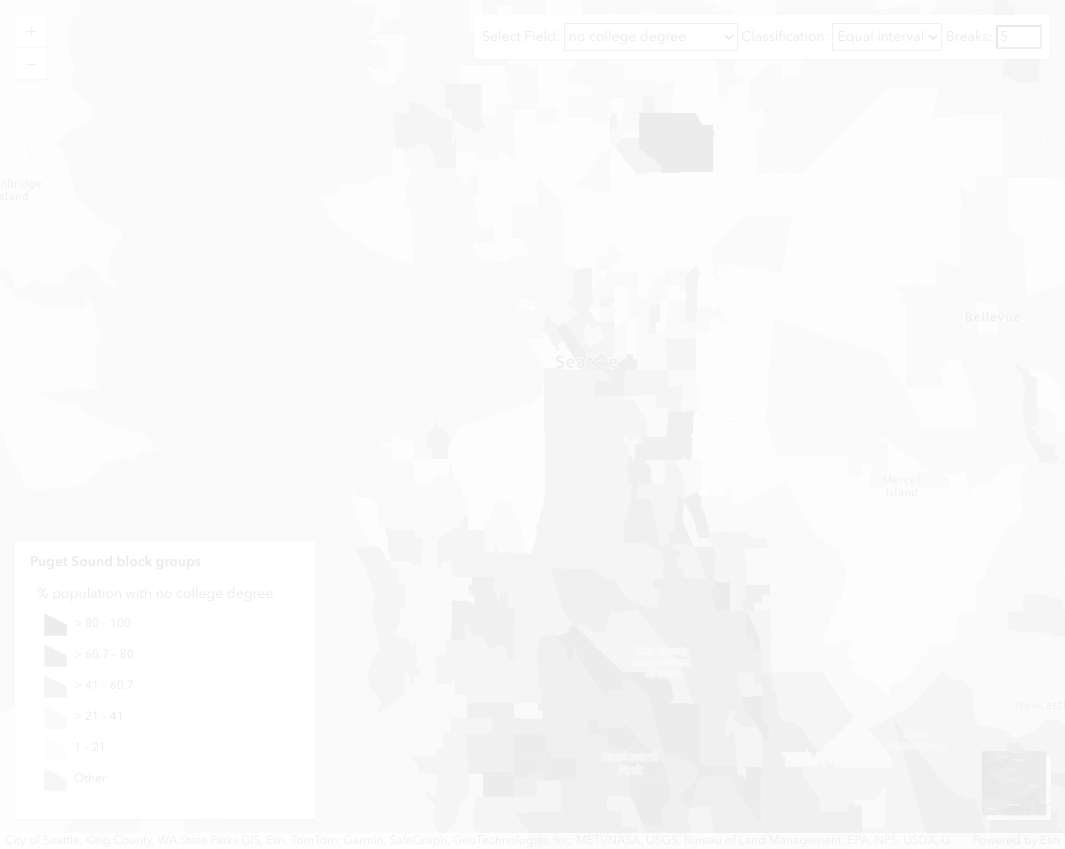 +
Select Field: no college degree Classification: Equal interval Breaks: 5
–
nbridge
sland
Bellevue
Seattle
Mercer
Island
Puget Sound block groups
% population with no college degree
> 80 - 100
> 60.7 - 80
> 41 - 60.7
> 21 - 41
1 - 21
Other
Newcast
Boulevard
Park
City of Seattle, King County, WA State Parks GIS, Esri, TomTom, Garmin, SafeGraph, GeoTechnologies, Inc, METI/NASA, USGS, Bureau of Land Management, EPA, NPS, USDA, U... Powered by Esri